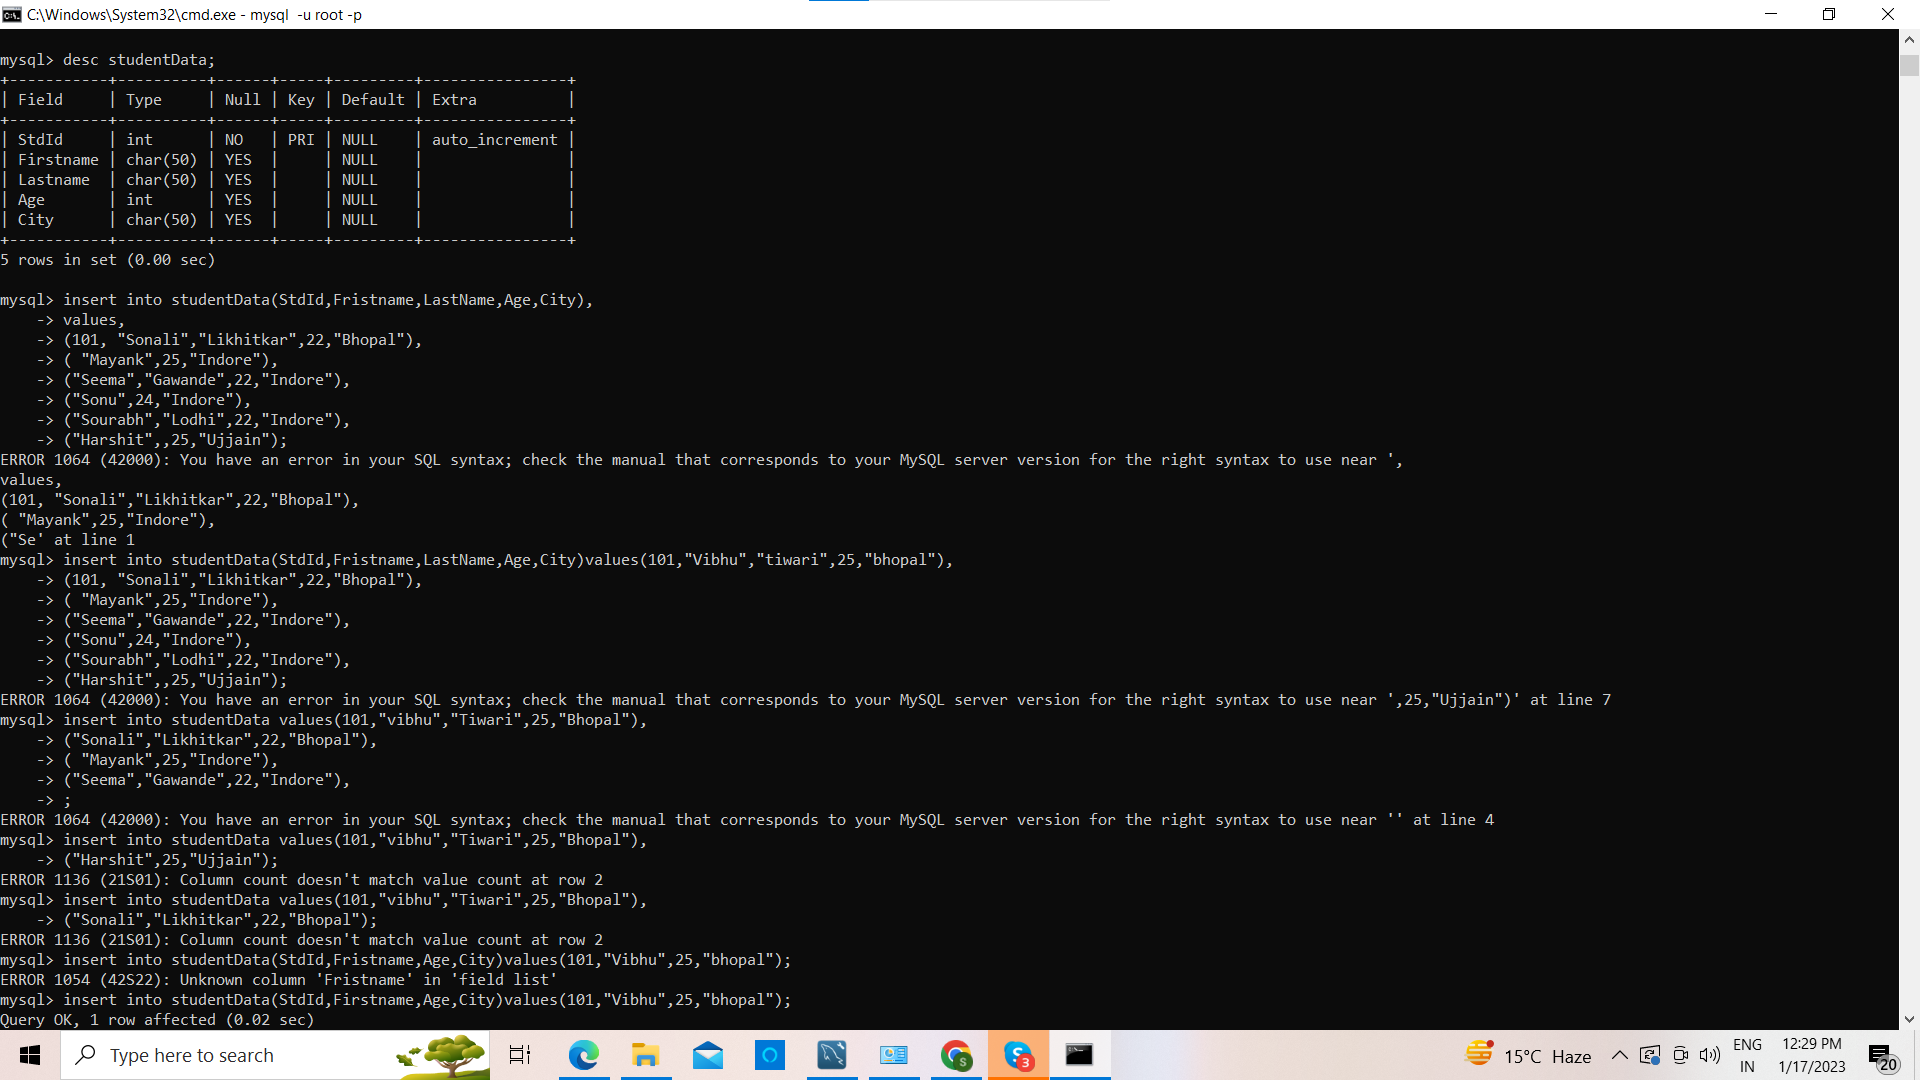 C:\Windows\System32\cmd.exe - mysql  -u root -p
mysql> desc studentData;
+-----------+----------+------+-----+---------+----------------+
| Field     | Type     | Null | Key | Default | Extra          |
+-----------+----------+------+-----+---------+----------------+
| StdId     | int      | NO   | PRI | NULL    | auto_increment |
| Firstname | char(50) | YES  |     | NULL    |                |
| Lastname  | char(50) | YES  |     | NULL    |                |
| Age       | int      | YES  |     | NULL    |                |
| City      | char(50) | YES  |     | NULL    |                |
+-----------+----------+------+-----+---------+----------------+
5 rows in set (0.00 sec)
mysql> insert into studentData(StdId,Fristname,LastName,Age,City),
    -> values,
    -> (101, "Sonali","Likhitkar",22,"Bhopal"),
    -> ( "Mayank",25,"Indore"),
    -> ("Seema","Gawande",22,"Indore"),
    -> ("Sonu",24,"Indore"),
    -> ("Sourabh","Lodhi",22,"Indore"),
    -> ("Harshit",,25,"Ujjain");
ERROR 1064 (42000): You have an error in your SQL syntax; check the manual that corresponds to your MySQL server version for the right syntax to use near ',
values,
(101, "Sonali","Likhitkar",22,"Bhopal"),
( "Mayank",25,"Indore"),
("Se' at line 1
mysql> insert into studentData(StdId,Fristname,LastName,Age,City)values(101,"Vibhu","tiwari",25,"bhopal"),
    -> (101, "Sonali","Likhitkar",22,"Bhopal"),
    -> ( "Mayank",25,"Indore"),
    -> ("Seema","Gawande",22,"Indore"),
    -> ("Sonu",24,"Indore"),
    -> ("Sourabh","Lodhi",22,"Indore"),
    -> ("Harshit",,25,"Ujjain");
ERROR 1064 (42000): You have an error in your SQL syntax; check the manual that corresponds to your MySQL server version for the right syntax to use near ',25,"Ujjain")' at line 7
mysql> insert into studentData values(101,"vibhu","Tiwari",25,"Bhopal"),
    -> ("Sonali","Likhitkar",22,"Bhopal"),
    -> ( "Mayank",25,"Indore"),
    -> ("Seema","Gawande",22,"Indore"),
    -> ;
ERROR 1064 (42000): You have an error in your SQL syntax; check the manual that corresponds to your MySQL server version for the right syntax to use near '' at line 4
mysql> insert into studentData values(101,"vibhu","Tiwari",25,"Bhopal"),
    -> ("Harshit",25,"Ujjain");
ERROR 1136 (21S01): Column count doesn't match value count at row 2
mysql> insert into studentData values(101,"vibhu","Tiwari",25,"Bhopal"),
    -> ("Sonali","Likhitkar",22,"Bhopal");
ERROR 1136 (21S01): Column count doesn't match value count at row 2
mysql> insert into studentData(StdId,Fristname,Age,City)values(101,"Vibhu",25,"bhopal");
ERROR 1054 (42S22): Unknown column 'Fristname' in 'field list'
mysql> insert into studentData(StdId,Firstname,Age,City)values(101,"Vibhu",25,"bhopal");
Query OK, 1 row affected (0.02 sec)
Type here to search
S
3
15°C Haze
ENG
IN
12:29 PM
1/17/2023
20